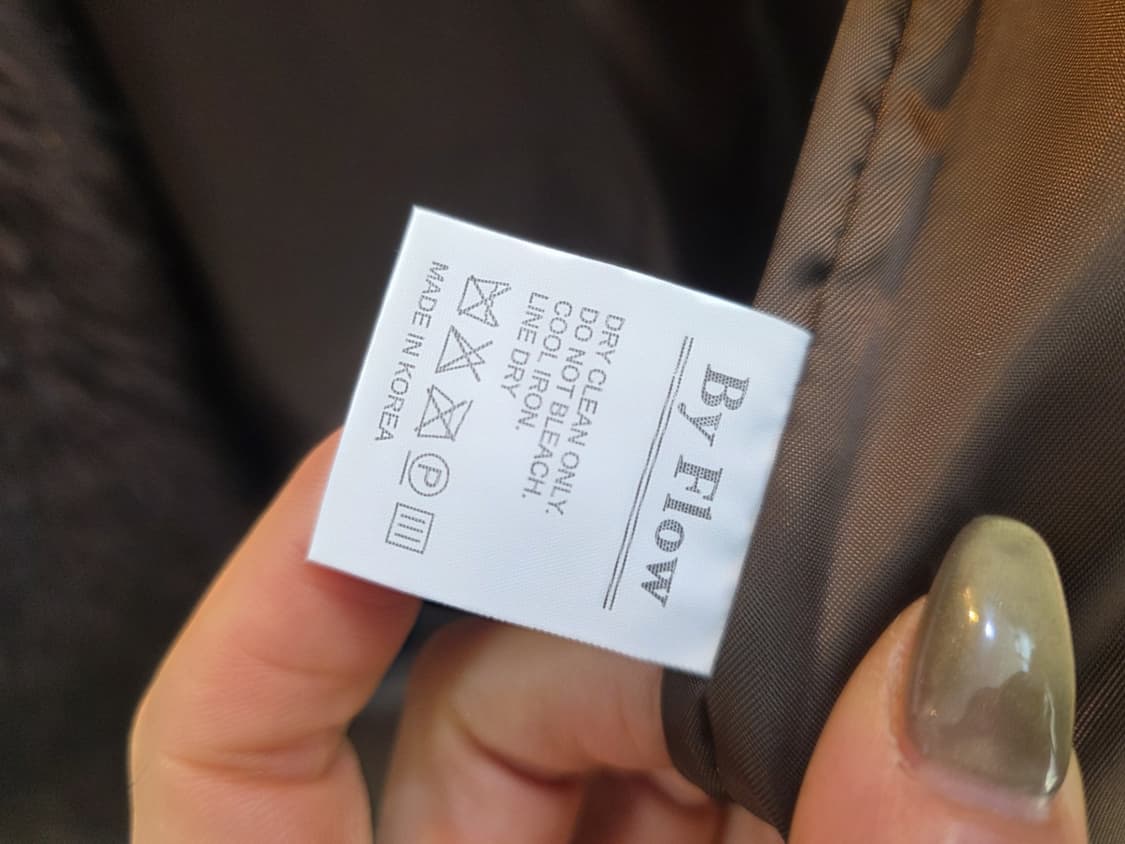 By Flow
DRY CLEAN ONLY.
DO NOT BLEACH.
COOL IRON.
LINE DRY.
P
MADE IN KOREA